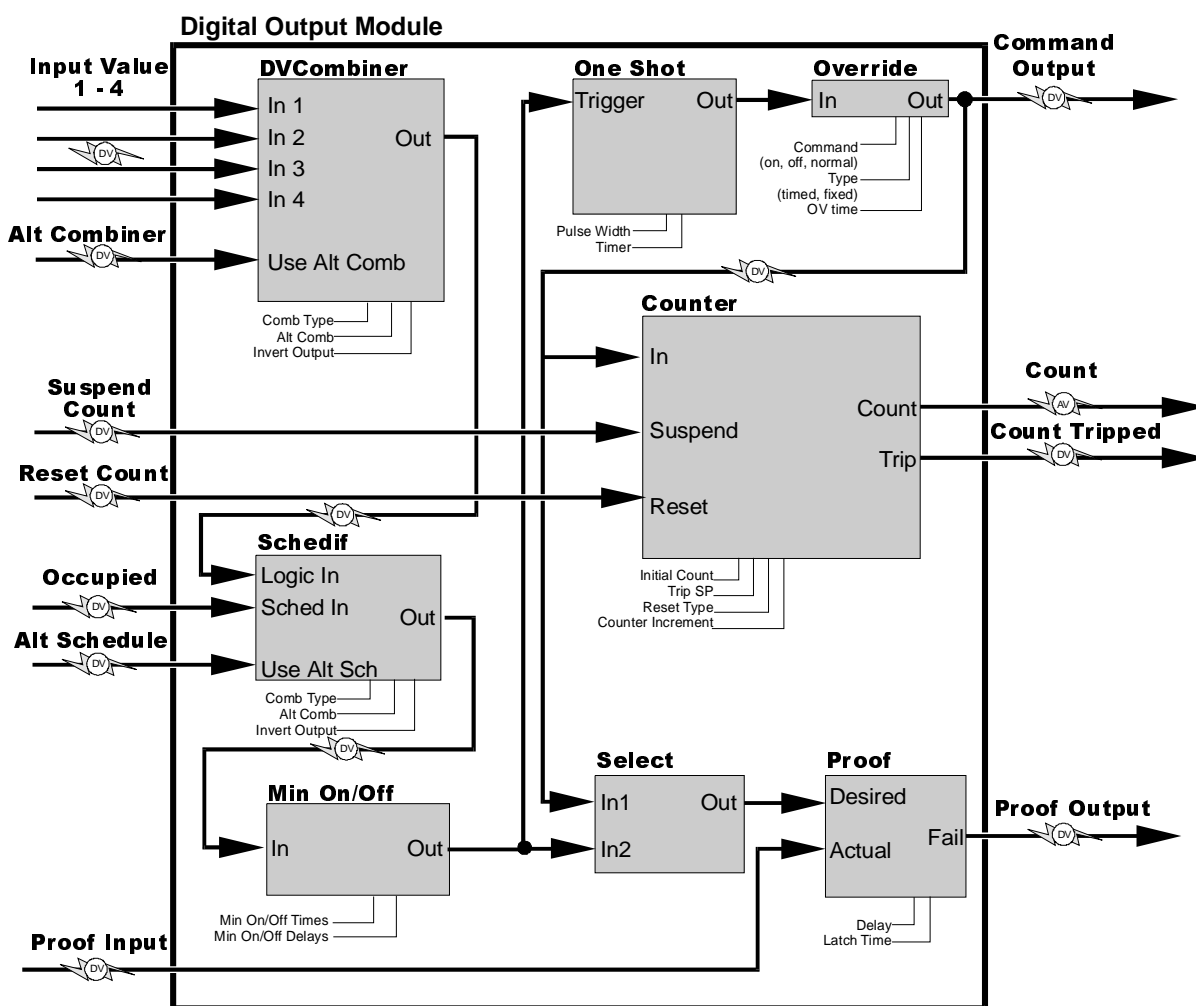 Digital Output Module
Input Value
1 - 4
DV
Alt Combiner
DV
Suspend
Count
DV
Reset Count
DV
Occupied
DV
Alt Schedule
DV
Proof Input
DV
DVCombiner
In 1
In 2
In 3
In 4
Out
Use Alt Comb
Comb Type
Alt Comb
Invert Output
DV
Schedif
Logic In
Sched In
Out
Use Alt Sch
Comb Type
Alt Comb
Invert Output
DV
Min On/Off
In
Out
Min On/Off Times
Min On/Off Delays
One Shot
Trigger
Out
Pulse Width
Timer
Override
In
Out
Command
(on, off, normal)
Type
(timed, fixed)
OV time
DV
Counter
In
Suspend
Reset
Count
Trip
Initial Count
Trip SP
Reset Type
Counter Increment
Select
In1
In2
Out
Proof
Desired
Actual
Fail
Delay
Latch Time
Command
Output
DV
Count
AV
Count Tripped
DV
Proof Output
DV